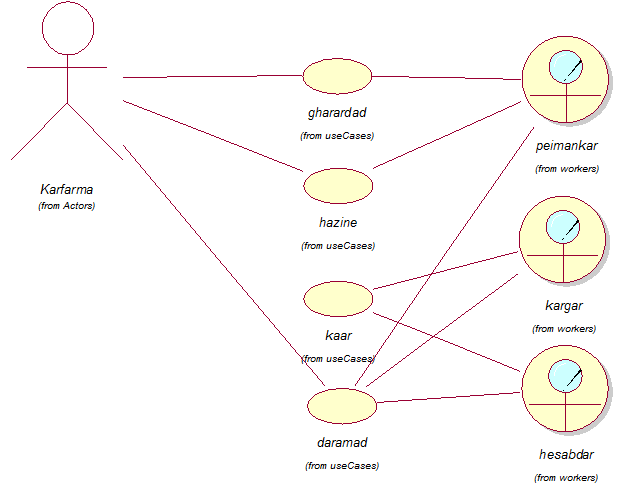 Karfarma
(from Actors)
gharardad
(from useCases)
hazine
(from useCases)
kaar
(from useCases)
daramad
(from useCases)
peimankar
(from workers)
kargar
(from workers)
hesabdar
(from workers)